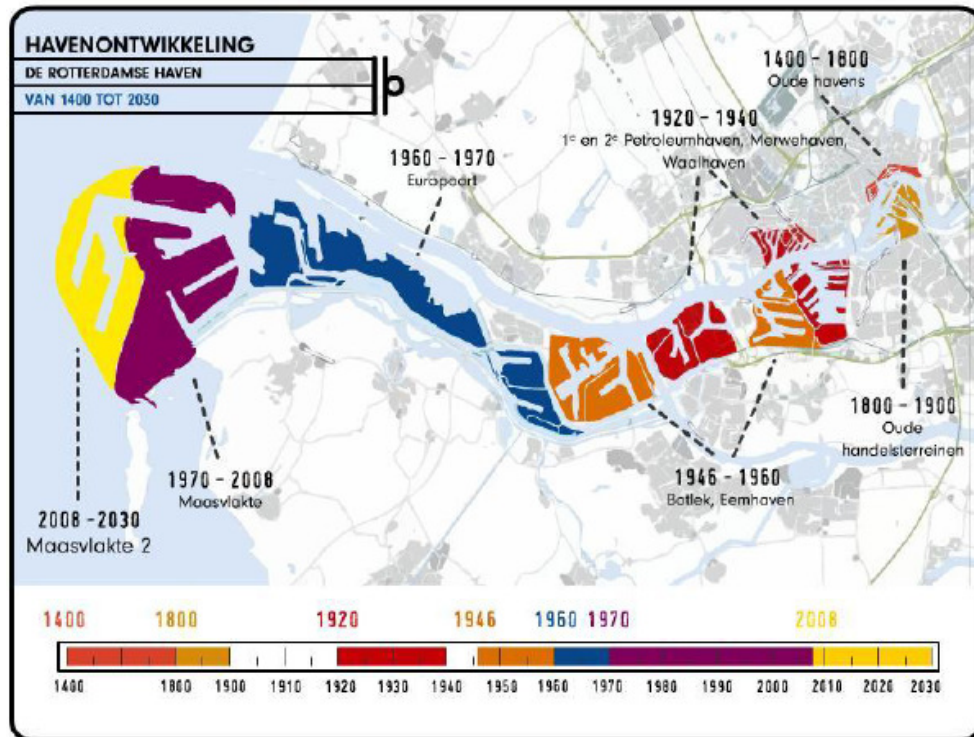 HAVENONTWIKKELING
DE ROTTERDAMSE HAVEN
VAN 1400 TOT 2030
1400 - 1800
Oude havens
1920 - 1940
1e en 2e Petroleumhaven, Merwehaven,
Waalhaven
1960 - 1970
Europoort
1800 - 1900
Oude
handelsterreinen
1970 - 2008
Maasvlakte
1946 - 1960
Botlek, Eemhaven
2008 - 2030
Maasvlakte 2
1400 1800 1920 1946 1960 1970 2008
1400 1800 1900 1910 1920 1930 1940 1950 1960 1970 1980 1990 2000 2010 2020 2030